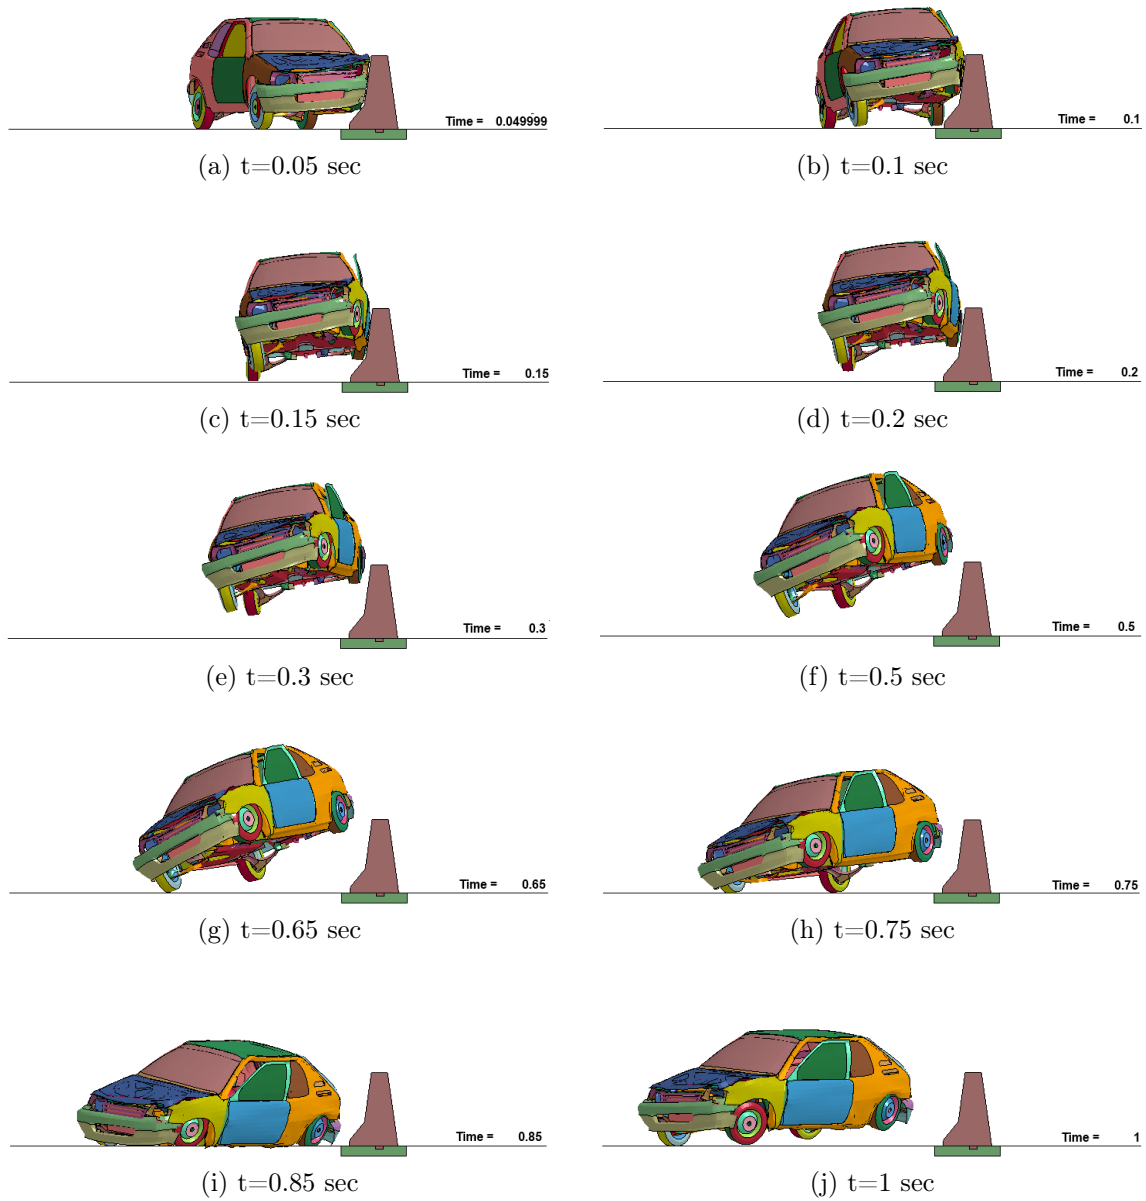 Time = 0.049999
Time = 0.1
(a) t=0.05 sec
(b) t=0.1 sec
Time = 0.15
Time = 0.2
(c) t=0.15 sec
(d) t=0.2 sec
Time = 0.3
Time = 0.5
(e) t=0.3 sec
(f) t=0.5 sec
Time = 0.65
Time = 0.75
(g) t=0.65 sec
(h) t=0.75 sec
Time = 0.85
Time = 1
(i) t=0.85 sec
(j) t=1 sec